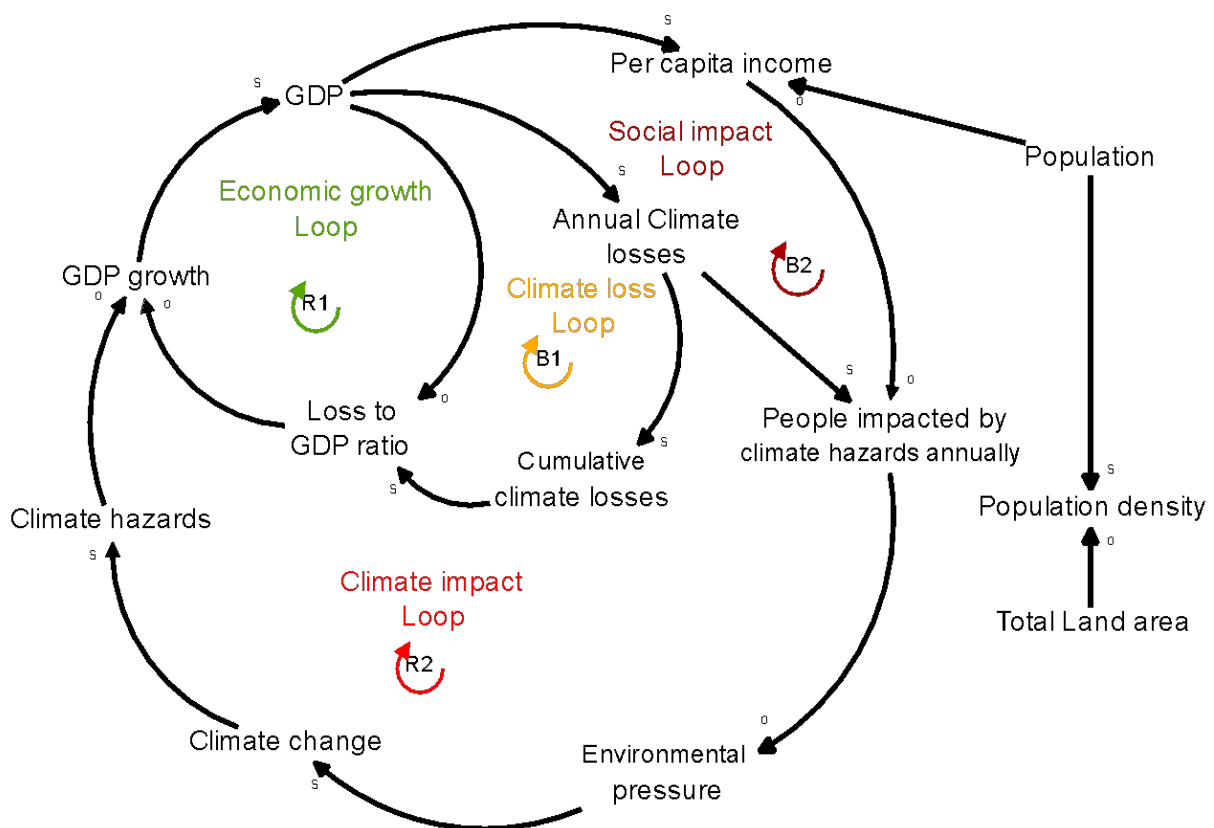 s
Per capita income
s
GDP
o
Social impact
Loop
Population
s
Economic growth
Loop
Annual Climate
losses
GDP growth
o
o
R1
Climate loss
Loop
B1
B2
s
o
Loss to
GDP ratio
o
People impacted by
climate hazards annually
s
Cumulative
climate losses
s
s
Population density
o
Climate hazards
s
Climate impact
Loop
R2
Total Land area
o
Climate change
Environmental
pressure
s